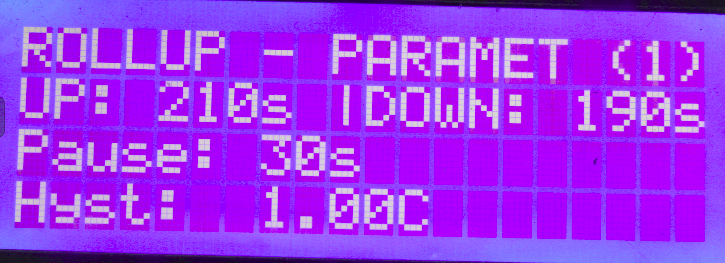 ROLLUP - PARAMET (1)
UP: 210s |DOWN: 190s
Pause: 30s
Hyst: 1.00C